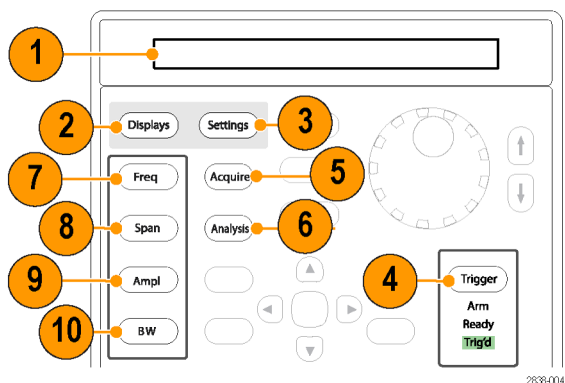 1
2 Displays Settings 3
7 Freq Acquire 5
8 Span Analysis 6
9 Ampl 4 Trigger
10 BW
Arm
Ready
Trig'd
2838-004